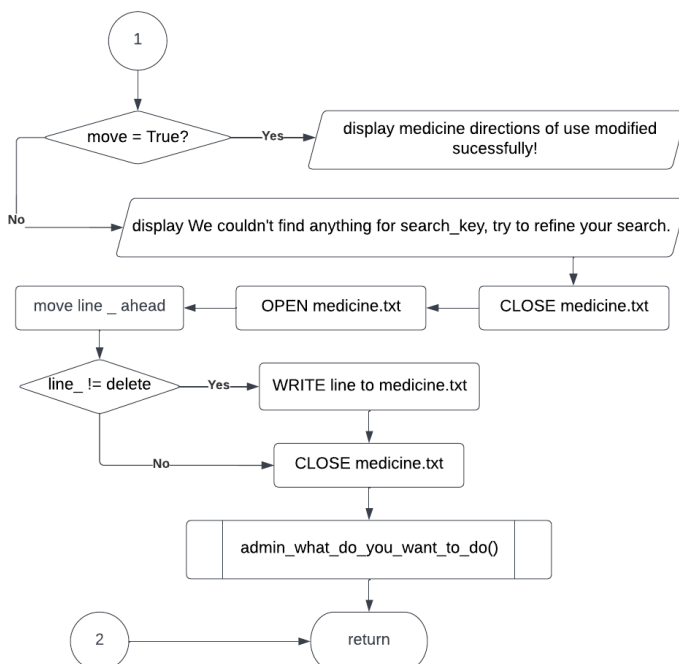 1
move = True?
Yes
display medicine directions of use modified
sucessfully!
No
display We couldn't find anything for search_key, try to refine your search.
move line _ ahead
OPEN medicine.txt
CLOSE medicine.txt
line_ != delete
Yes
WRITE line to medicine.txt
No
CLOSE medicine.txt
admin_what_do_you_want_to_do()
2
return